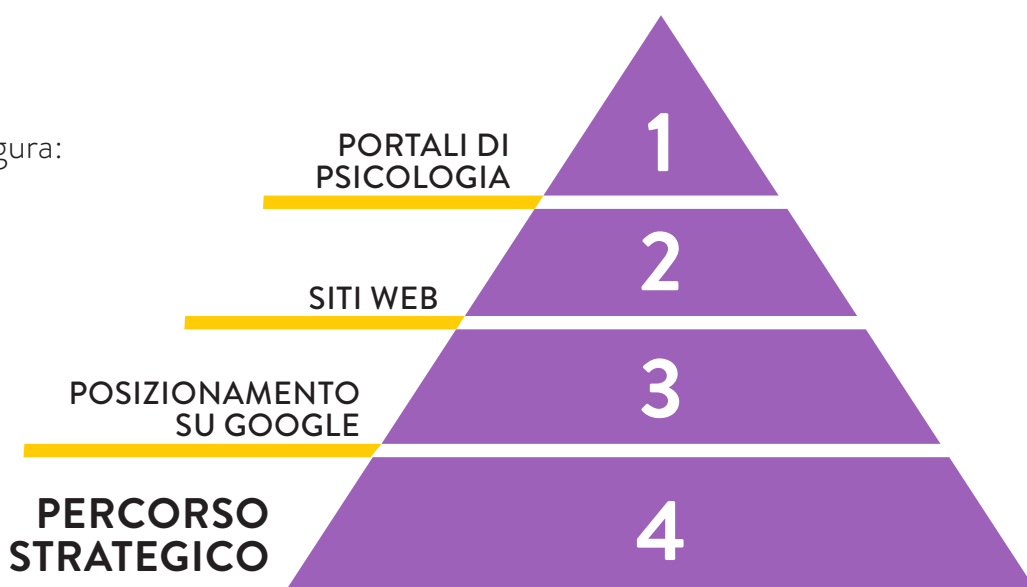 gura:
PORTALI DI
PSICOLOGIA
1
2
SITI WEB
3
POSIZIONAMENTO
SU GOOGLE
PERCORSO
STRATEGICO
4